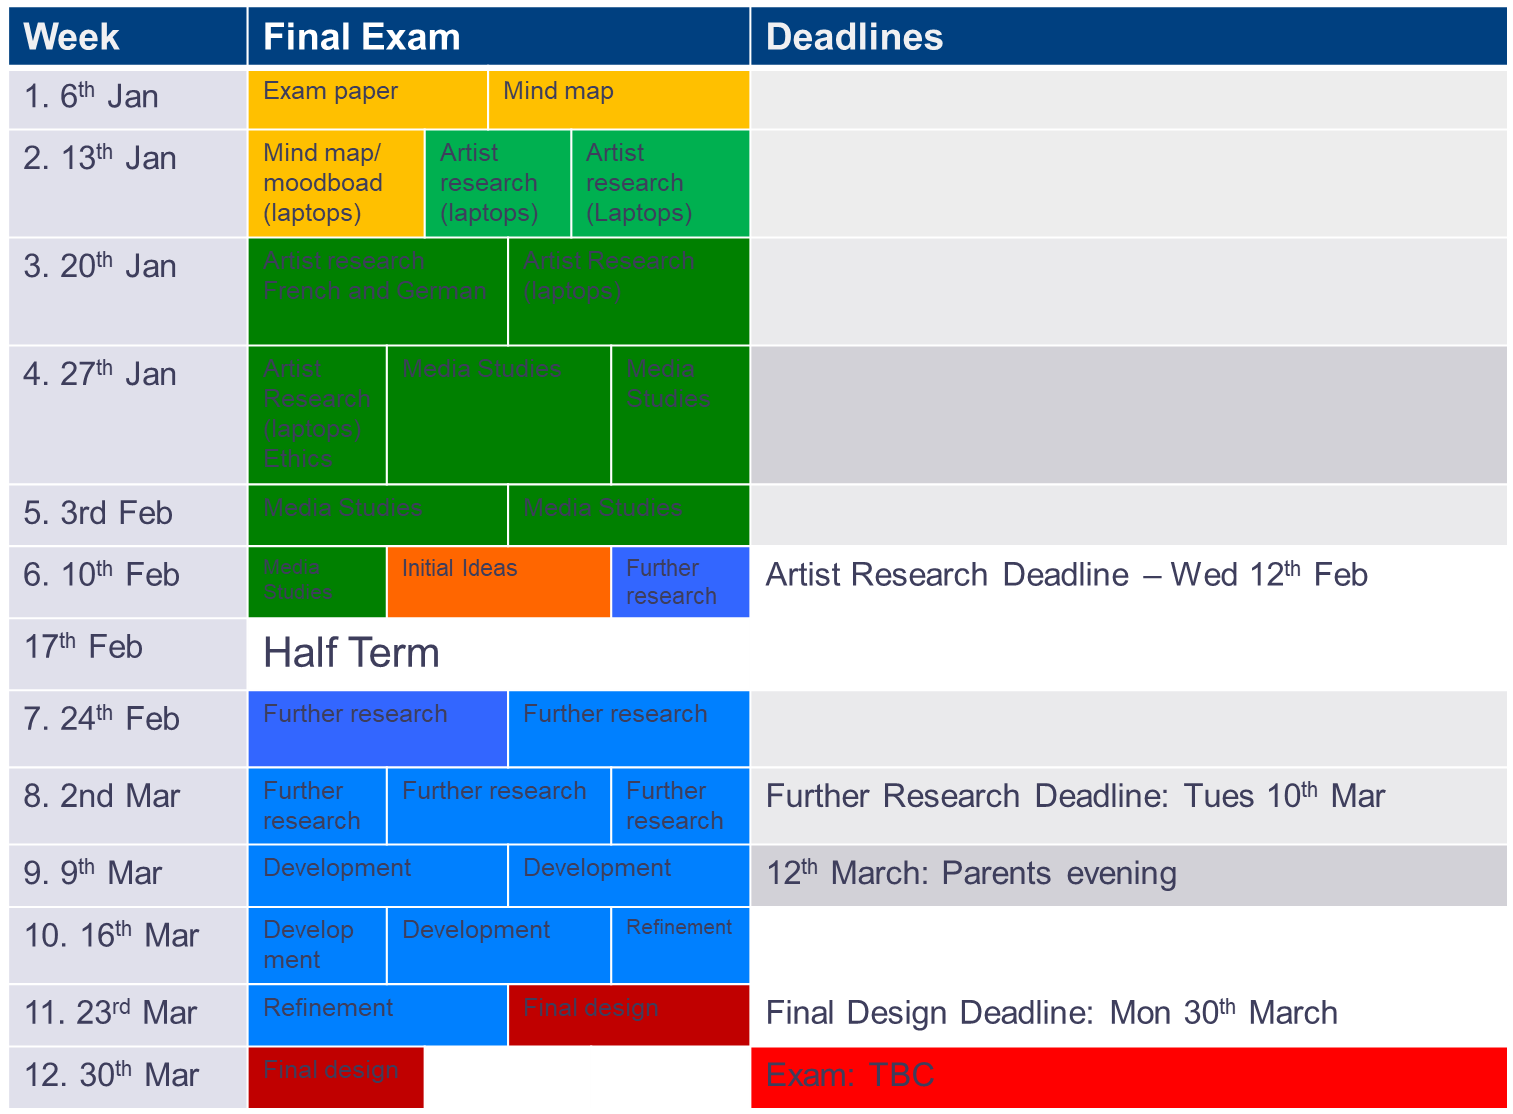 Week Final Exam Deadlines
1. 6th Jan Exam paper Mind map
2. 13th Jan Mind map/ Artist Artist
moodboad research research
(laptops) (laptops) (Laptops)
3. 20th Jan Artist research Artist Research
French and German (laptops)
4. 27th Jan Artist Media Studies Media
Research Studies
(laptops)
Ethics
5. 3rd Feb Media Studies Media Studies
6. 10th Feb Media Initial Ideas Further Artist Research Deadline – Wed 12th Feb
Studies research
17th Feb Half Term
7. 24th Feb Further research Further research
8. 2nd Mar Further Further research Further Further Research Deadline: Tues 10th Mar
research research
9. 9th Mar Development Development 12th March: Parents evening
10. 16th Mar Develop Development Refinement
ment
11. 23rd Mar Refinement Final design Final Design Deadline: Mon 30th March
12. 30th Mar Final design Exam: TBC